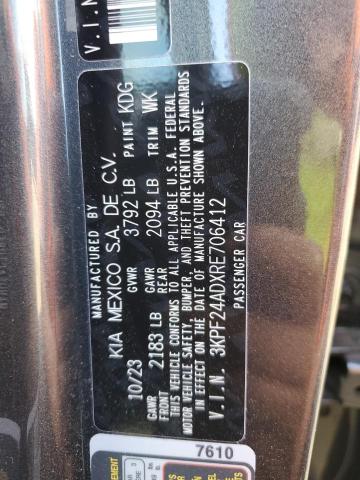 V.I.N
MANUFACTURED BY
KIA MEXICO S.A. DE C.V.
10/23 GVWR 3792 LB PAINT KDG
GAWR FRONT 2183 LB GAWR REAR 2094 LB TRIM WK
THIS VEHICLE CONFORMS TO ALL APPLICABLE U.S.A. FEDERAL
MOTOR VEHICLE SAFETY, BUMPER, AND THEFT PREVENTION STANDARDS
IN EFFECT ON THE DATE OF MANUFACTURE SHOWN ABOVE.
V.I.N. 3KPF24ADXRE706412
PASSENGER CAR
7610